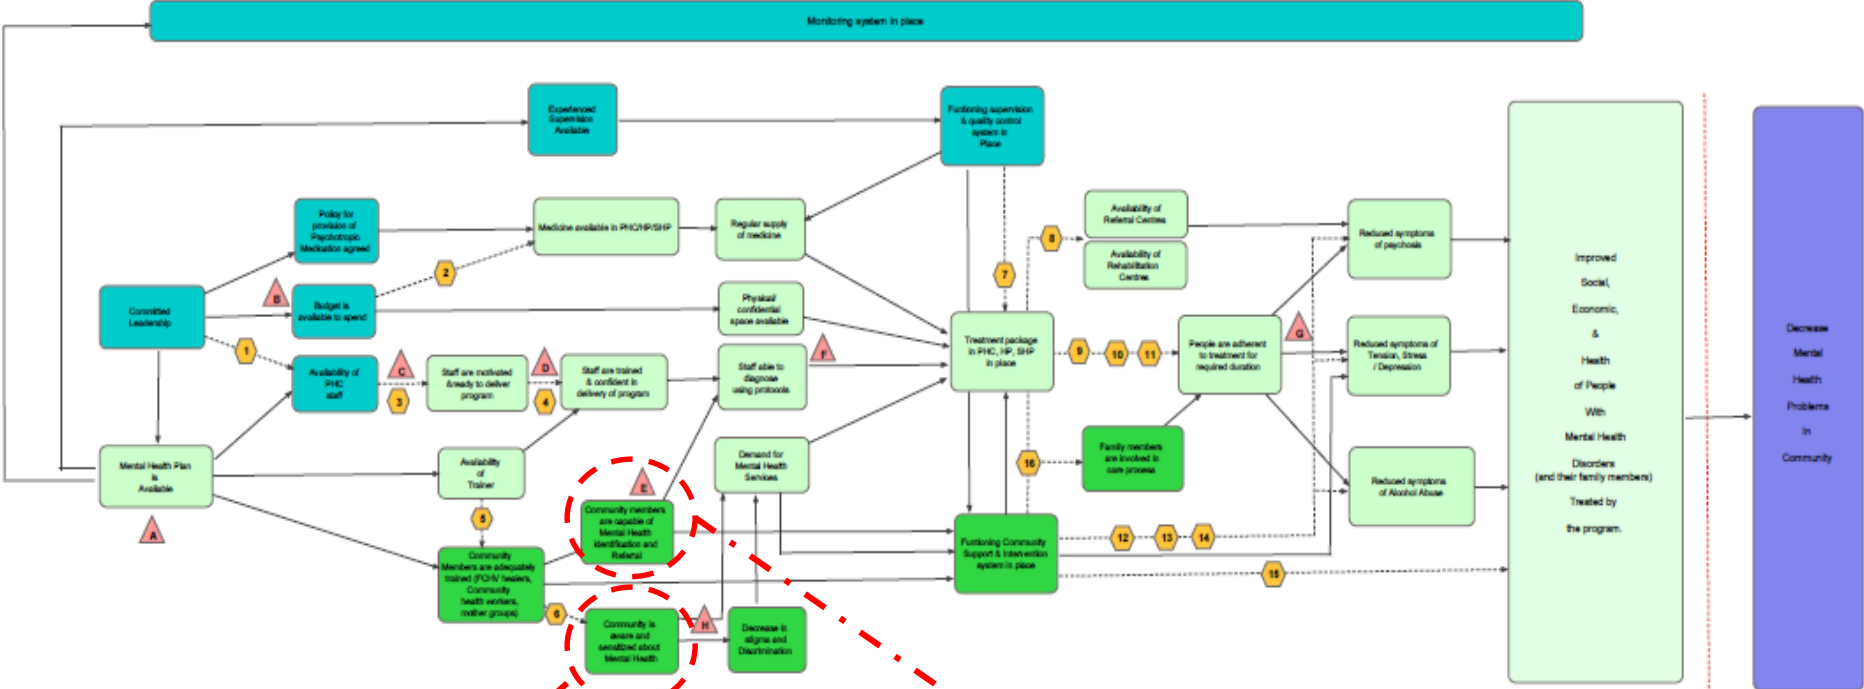 Monitoring system in place
Experienced
Supervision
Available
Funtioning supervision
& quality control
system in
Place
Policy for
provision of
Psychotropic
Medication agreed
Medicine available in PHC/HP/SHP
Regular supply
of medicine
Availability of
Referral Centres
Availability of
Rehabilitation
Centres
Reduced symptoms
of psychosis
8
2
7
B
Committed
Leadership
Budget is
available to spend
Physical/
confidential
space available
1
Availability of
PHC
staff
C
3
Staff are motivated
&ready to deliver
program
D
4
Staff are trained
& confident in
delivery of program
Staff able to
diagnose
using protocols
F
Treatment package
in PHC, HP, SHP
in place
9
10
11
People are adherent
to treatment for
required duration
G
Reduced symptoms of
Tension, Stress
/ Depression
Mental Health Plan
is
Available
A
Availability
of
Trainer
5
E
Demand for
Mental Health
Services
16
Family members
are involved in
care process
Reduced symptoms
of Alcohol Abuse
Community members
are capable of
Mental Health
identification and
Referral
Community
Members are adequately
trained (FCHV healers,
Community
health workers,
mother groups)
6
Community is
aware and
sensitized about
Mental Health
H
Decrease in
stigma and
Discrimination
Funtioning Community
Support & Intervention
system in place
12
13
14
15
Improved
Social,
Economic,
&
Health
of People
With
Mental Health
Disorders
(and their family members)
Treated by
the program.
Decrease
Mental
Health
Problems
In
Community